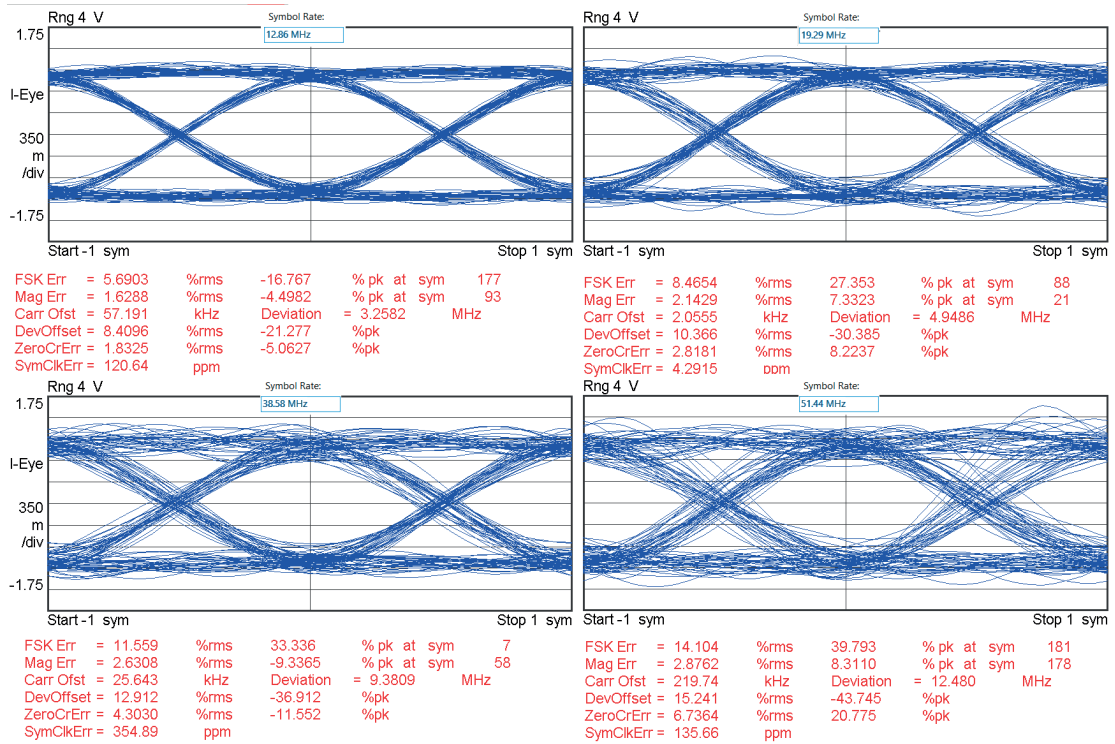 Rng 4 V
Symbol Rate:
12.86 MHz
1.75
I-Eye
350
m
/div
-1.75
Start -1 sym
Stop 1 sym
FSK Err = 5.6903 %rms -16.767 % pk at sym 177
Mag Err = 1.6288 %rms -4.4982 % pk at sym 93
Carr Ofst = 57.191 kHz Deviation = 3.2582 MHz
DevOffset = 8.4096 %rms -21.277 %pk
ZeroCrErr = 1.8325 %rms -5.0627 %pk
SymClkErr = 120.64 ppm
Rng 4 V
Symbol Rate:
19.29 MHz
Start -1 sym
Stop 1 sym
FSK Err = 8.4654 %rms 27.353 % pk at sym 88
Mag Err = 2.1429 %rms 7.3323 % pk at sym 21
Carr Ofst = 2.0555 kHz Deviation = 4.9486 MHz
DevOffset = 10.366 %rms -30.385 %pk
ZeroCrErr = 2.8181 %rms 8.2237 %pk
SymClkErr = 4.2915 ppm
Rng 4 V
Symbol Rate:
38.58 MHz
1.75
I-Eye
350
m
/div
-1.75
Start -1 sym
Stop 1 sym
FSK Err = 11.559 %rms 33.336 % pk at sym 7
Mag Err = 2.6308 %rms -9.3365 % pk at sym 58
Carr Ofst = 25.643 kHz Deviation = 9.3809 MHz
DevOffset = 12.912 %rms -36.912 %pk
ZeroCrErr = 4.3030 %rms -11.552 %pk
SymClkErr = 354.89 ppm
Rng 4 V
Symbol Rate:
51.44 MHz
Start -1 sym
Stop 1 sym
FSK Err = 14.104 %rms 39.793 % pk at sym 181
Mag Err = 2.8762 %rms 8.3110 % pk at sym 178
Carr Ofst = 219.74 kHz Deviation = 12.480 MHz
DevOffset = 15.241 %rms -43.745 %pk
ZeroCrErr = 6.7364 %rms 20.775 %pk
SymClkErr = 135.66 ppm